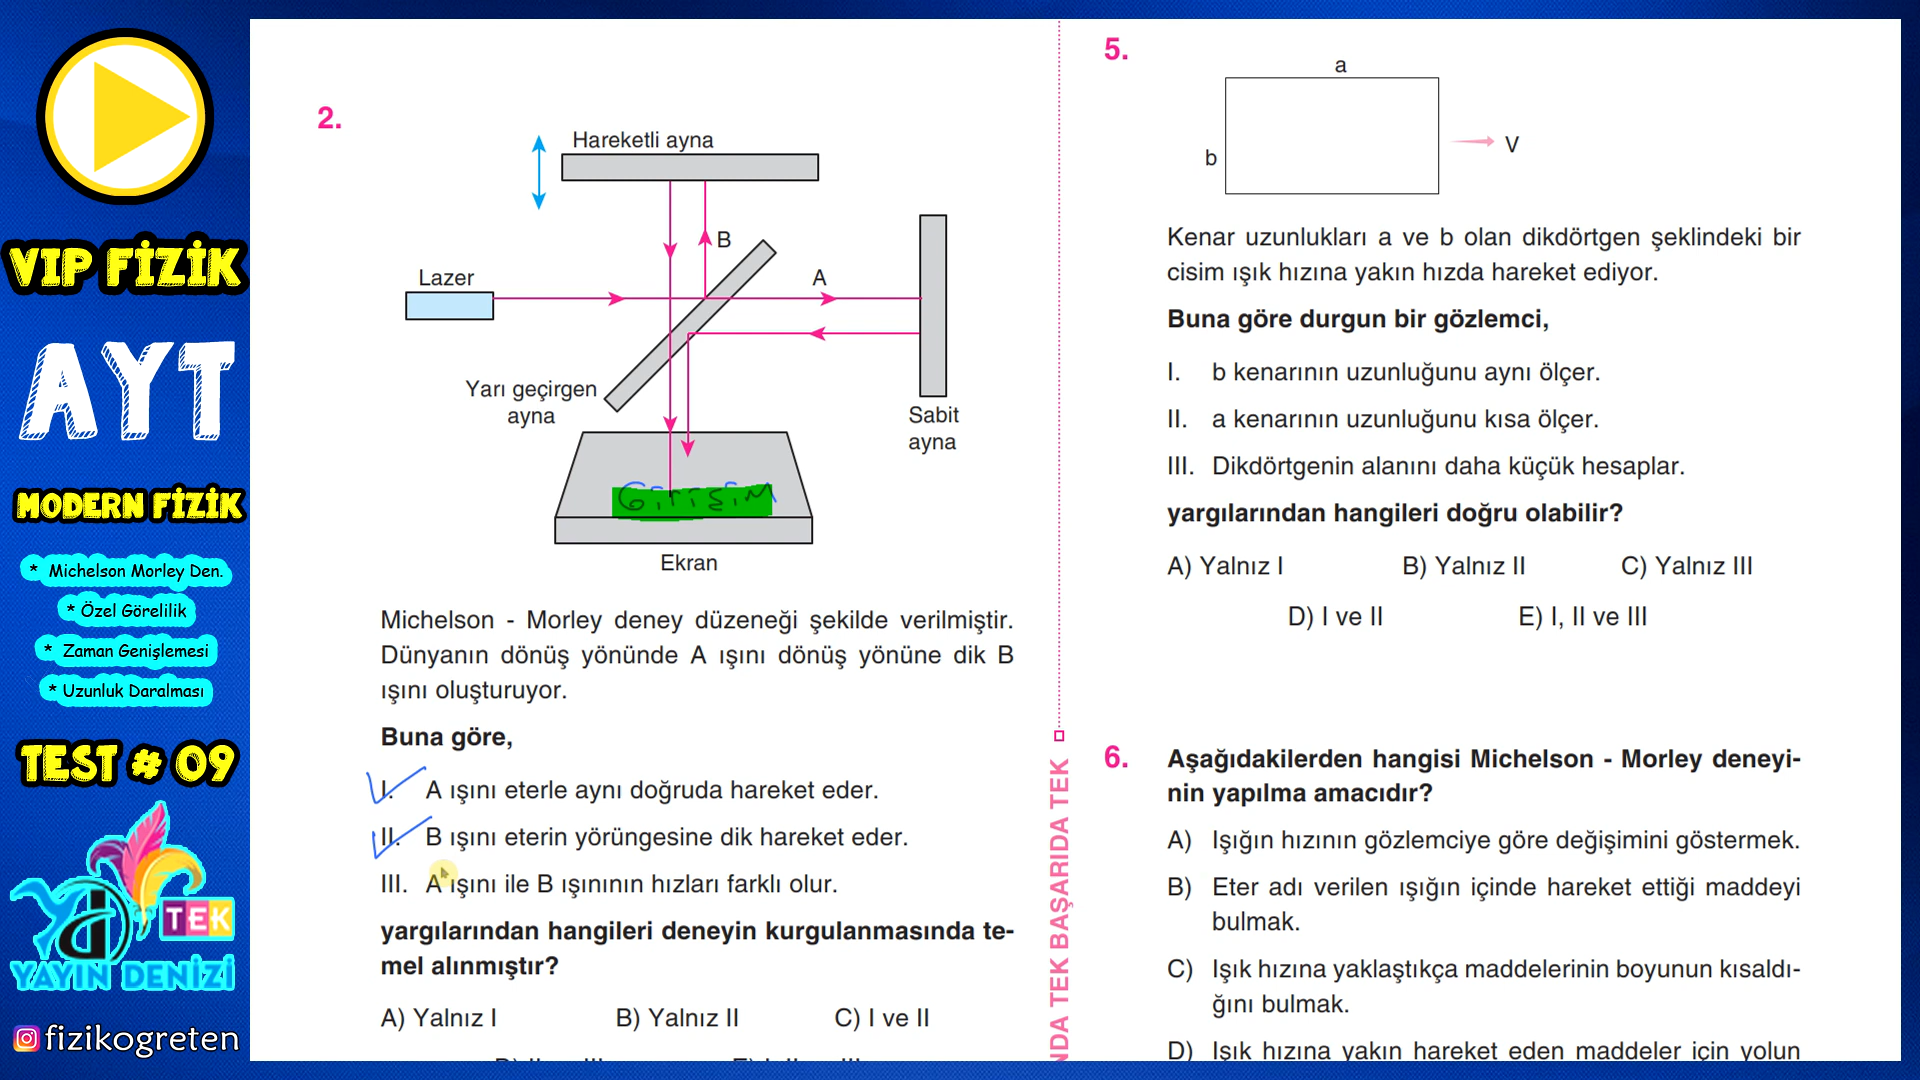 VIP FİZİK
AYT
MODERN FİZİK
* Michelson Morley Den.
* Özel Görelilik
* Zaman Genişlemesi
* Uzunluk Daralması
TEST # 09
yd
TEK
YAYIN DENİZİ
fizikogreten
2.
Hareketli ayna
B
A
Lazer
Yarı geçirgen
ayna
Sabit
ayna
Girişim
Ekran
Michelson - Morley deney düzeneği şekilde verilmiştir.
Dünyanın dönüş yönünde A ışını dönüş yönüne dik B
ışını oluşturuyor.
Buna göre,
I. A ışını eterle aynı doğruda hareket eder.
II. B ışını eterin yörüngesine dik hareket eder.
III. A ışını ile B ışınının hızları farklı olur.
yargılarından hangileri deneyin kurgulanmasında te-
mel alınmıştır?
A) Yalnız I B) Yalnız II C) I ve II
NDA TEK BAŞARIDA TEK
5.
a
b
V
Kenar uzunlukları a ve b olan dikdörtgen şeklindeki bir
cisim ışık hızına yakın hızda hareket ediyor.
Buna göre durgun bir gözlemci,
I. b kenarının uzunluğunu aynı ölçer.
II. a kenarının uzunluğunu kısa ölçer.
III. Dikdörtgenin alanını daha küçük hesaplar.
yargılarından hangileri doğru olabilir?
A) Yalnız I B) Yalnız II C) Yalnız III
D) I ve II E) I, II ve III
6. Aşağıdakilerden hangisi Michelson - Morley deneyi-
nin yapılma amacıdır?
A) Işığın hızının gözlemciye göre değişimini göstermek.
B) Eter adı verilen ışığın içinde hareket ettiği maddeyi
bulmak.
C) Işık hızına yaklaştıkça maddelerinin boyunun kısaldı-
ğını bulmak.
D) Işık hızına yakın hareket eden maddeler için yolun